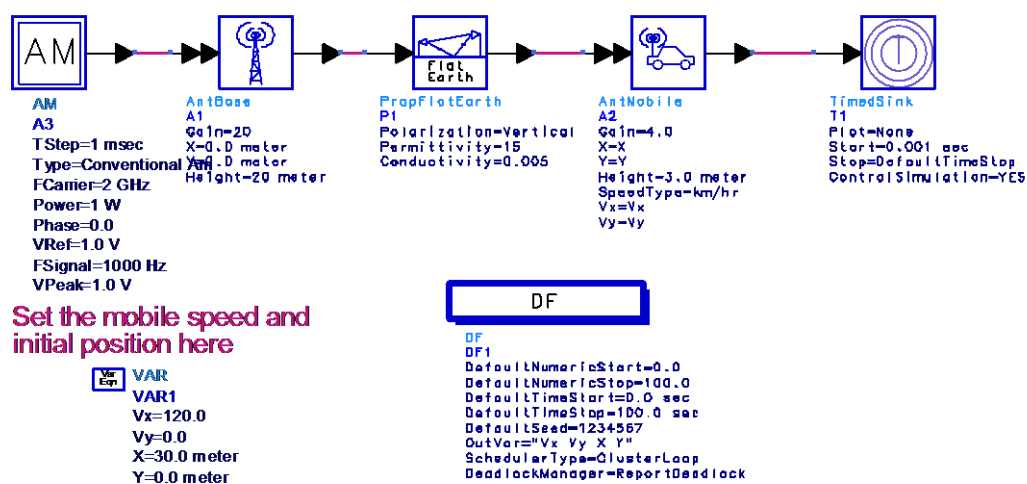 AM
Flat
Earth
AM
A3
TStep=1 msec
Type=Conventional AM
FCarrier=2 GHz
Power=1 W
Phase=0.0
VRef=1.0 V
FSignal=1000 Hz
VPeak=1.0 V
AntBase
A1
Gain=20
X=0.0 meter
Y=0.0 meter
Height=20 meter
PropFlatEarth
P1
Polarization=Vertical
Permittivity=15
Conductivity=0.005
AntMobile
A2
Gain=4.0
X=X
Y=Y
Height=3.0 meter
SpeedType=km/hr
Vx=Vx
Vy=Vy
TimedSink
T1
Plot=None
Start=0.001 sec
Stop=DefaultTimeStop
ControlSimulation=YES
Set the mobile speed and
initial position here
Var
Eqn
VAR
VAR1
Vx=120.0
Vy=0.0
X=30.0 meter
Y=0.0 meter
DF
DF
DF1
DefaultNumericStart=0.0
DefaultNumericStop=100.0
DefaultTimeStart=0.0 sec
DefaultTimeStop=100.0 sec
DefaultSeed=1234567
OutVar="Vx Vy X Y"
SchedulerType=ClusterLoop
DeadlockManager=ReportDeadlock